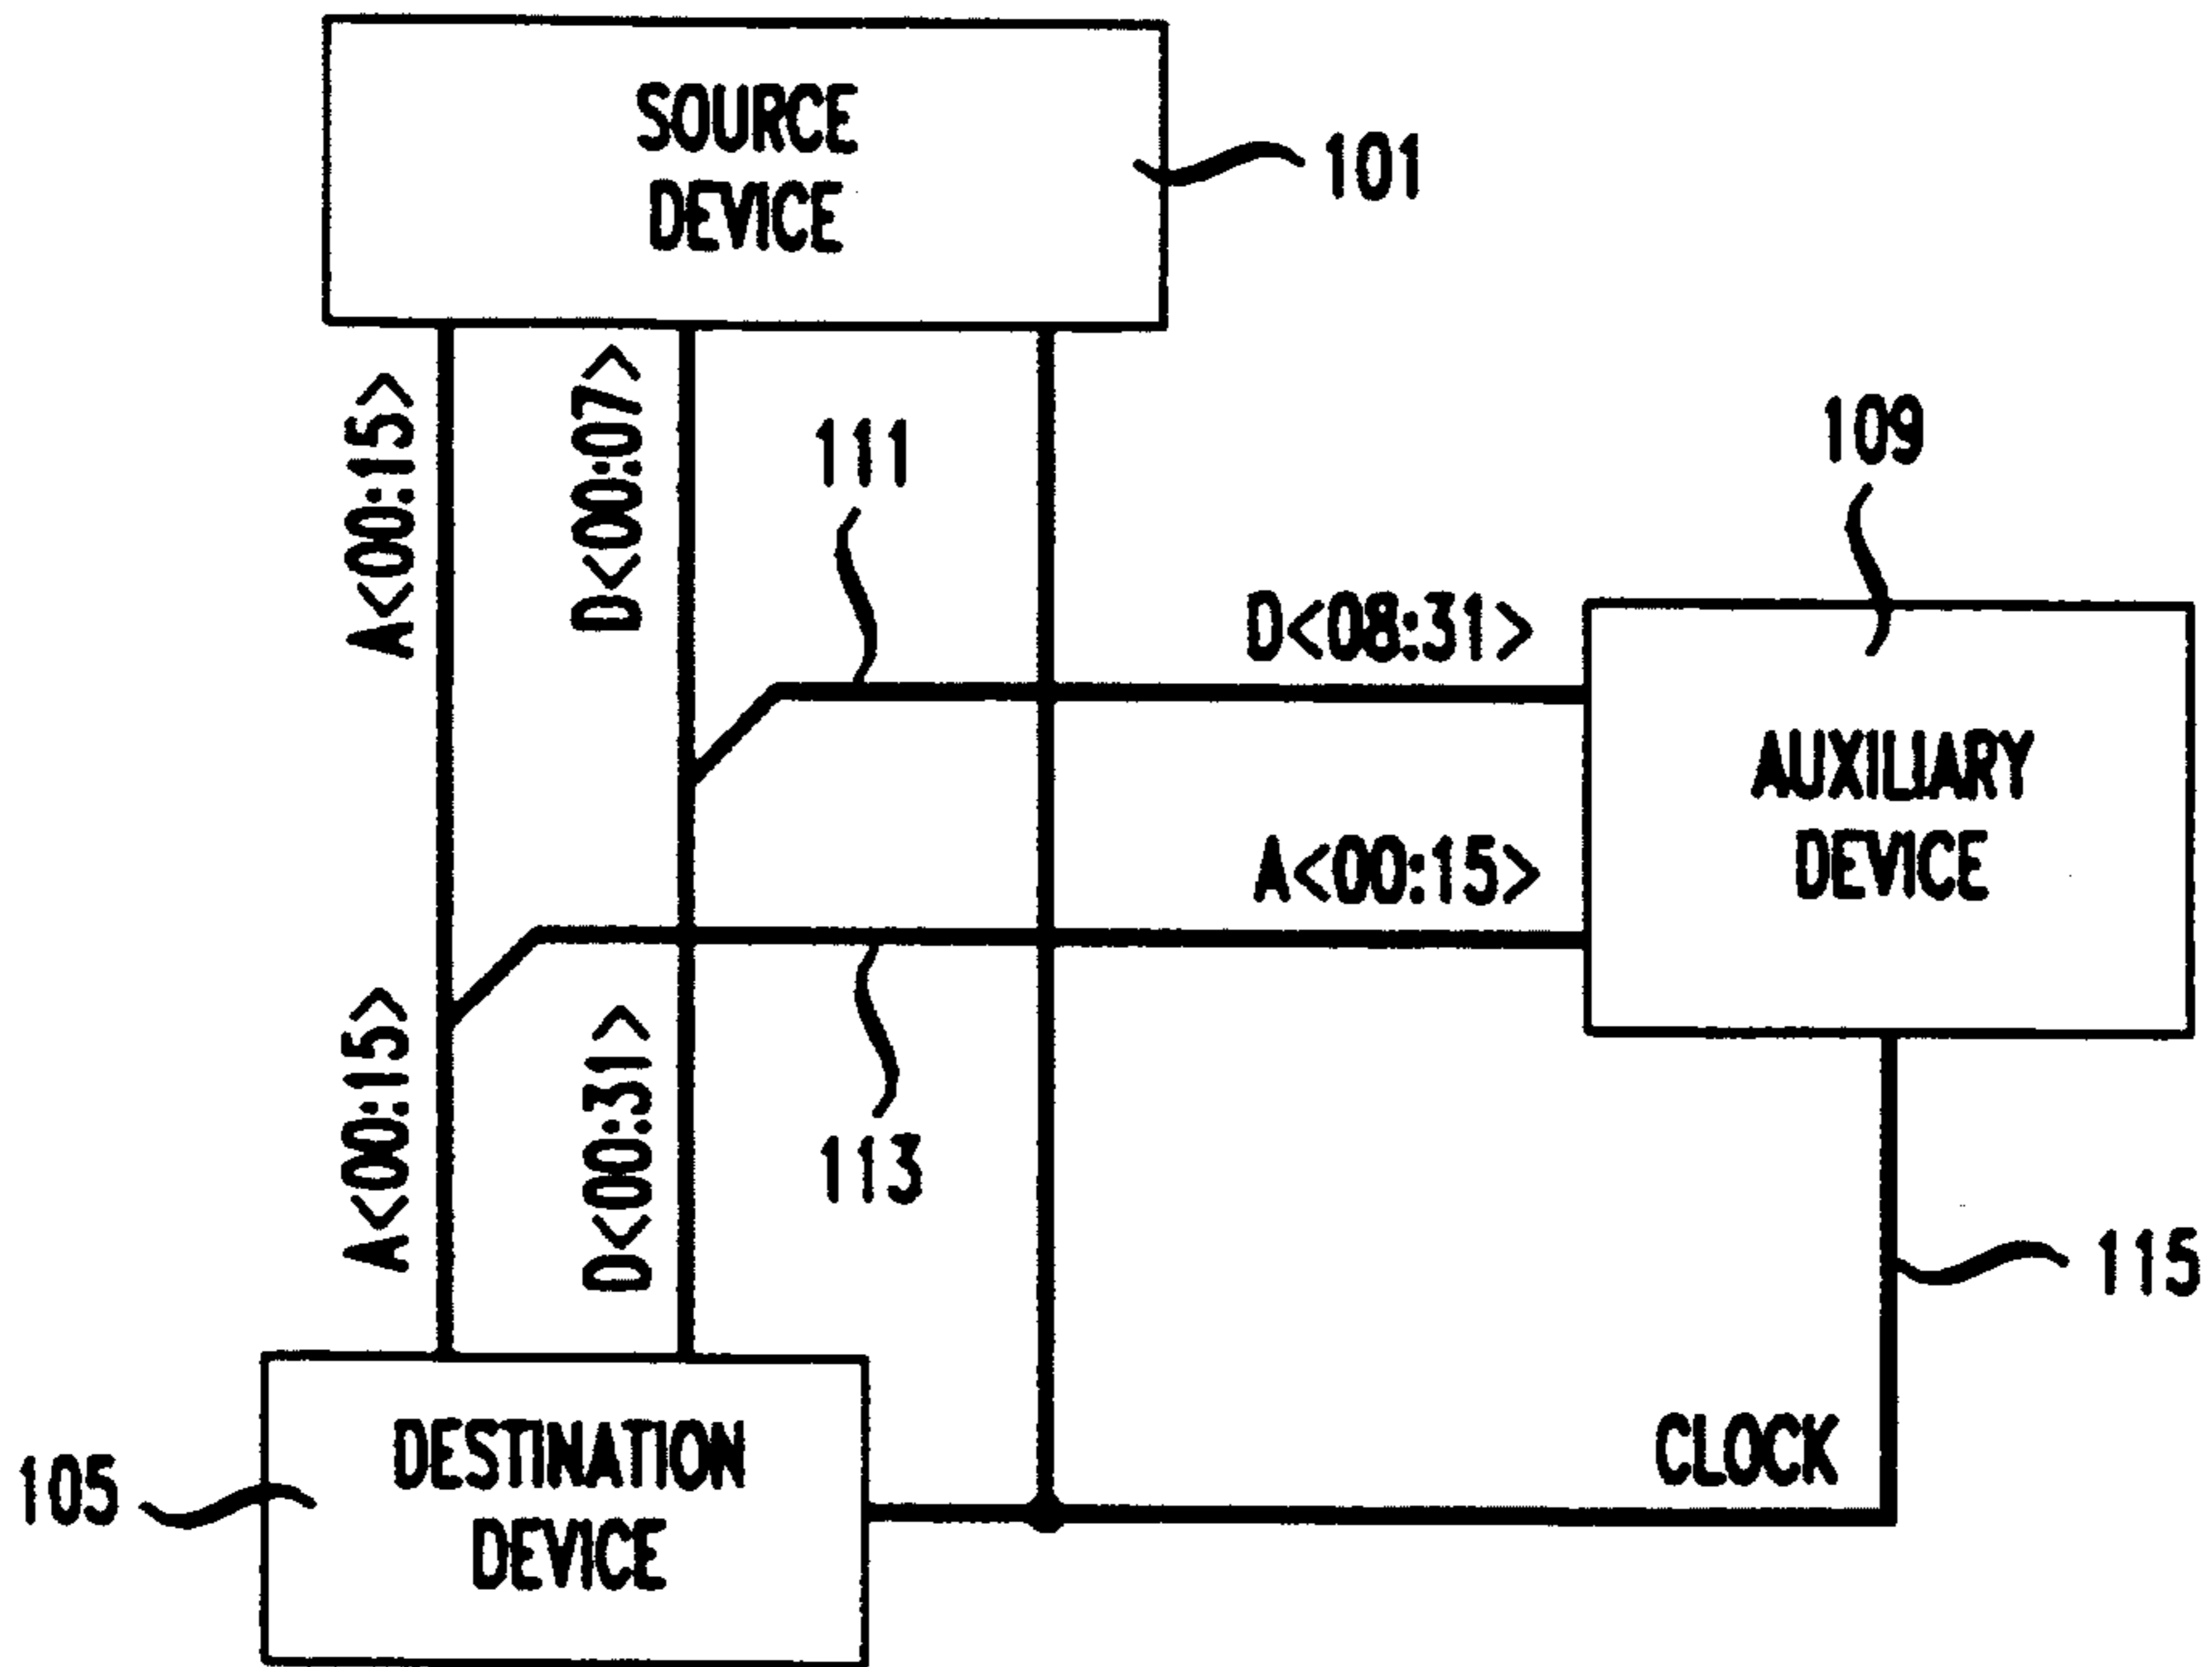 SOURCE
DEVICE
101
A<00:15>
D<00:07>
111
109
D<08:31>
AUXILIARY
DEVICE
A<00:15>
A<00:15>
D<00:31>
113
115
CLOCK
105
DESTINATION
DEVICE